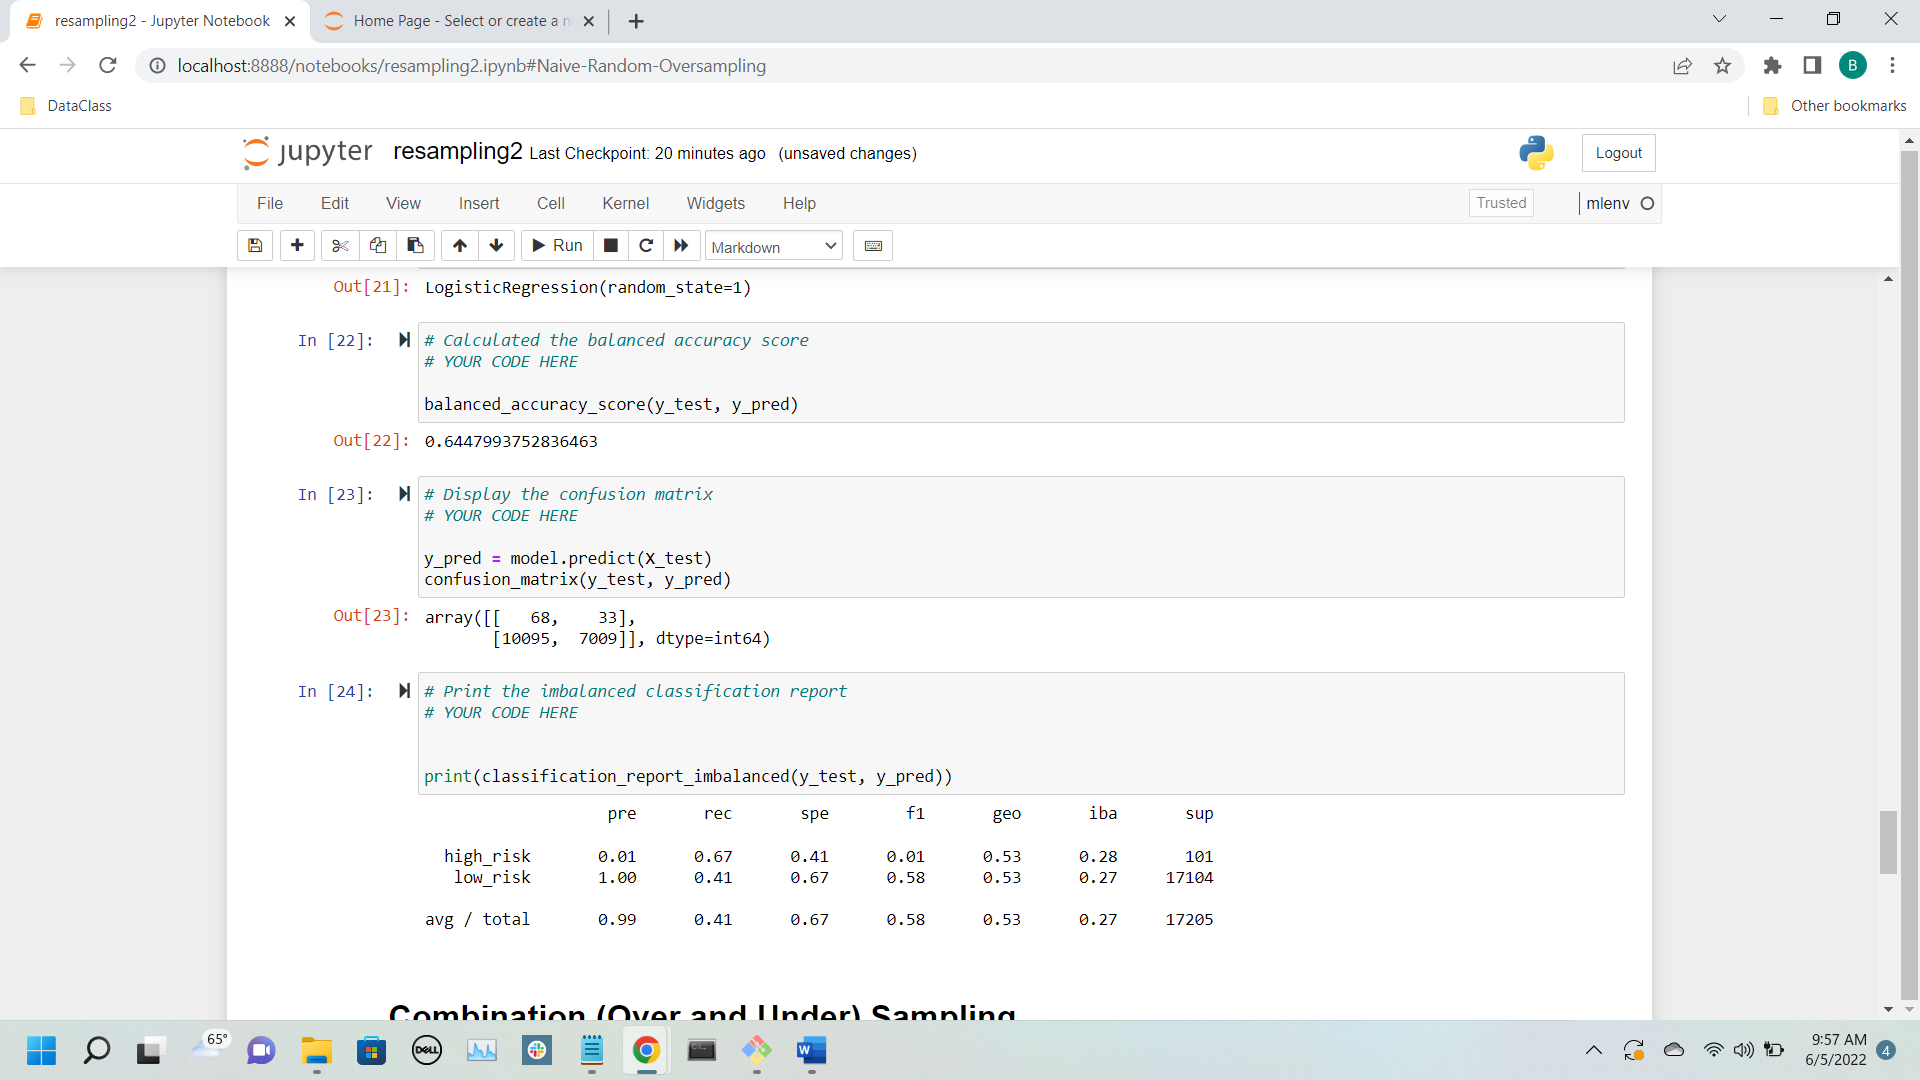 resampling2 - Jupyter Notebook
Home Page - Select or create a n
localhost:8888/notebooks/resampling2.ipynb#Naive-Random-Oversampling
B
DataClass
Other bookmarks
jupyter resampling2 Last Checkpoint: 20 minutes ago (unsaved changes)
Logout
File Edit View Insert Cell Kernel Widgets Help
Trusted
mlenv
Run
Markdown
Out[21]: LogisticRegression(random_state=1)
In [22]: # Calculated the balanced accuracy score
# YOUR CODE HERE
balanced_accuracy_score(y_test, y_pred)
Out[22]: 0.6447993752836463
In [23]: # Display the confusion matrix
# YOUR CODE HERE
y_pred = model.predict(X_test)
confusion_matrix(y_test, y_pred)
Out[23]: array([[ 68, 33],
[10095, 7009]], dtype=int64)
In [24]: # Print the imbalanced classification report
# YOUR CODE HERE
print(classification_report_imbalanced(y_test, y_pred))
pre rec spe f1 geo iba sup
high_risk 0.01 0.67 0.41 0.01 0.53 0.28 101
low_risk 1.00 0.41 0.67 0.58 0.53 0.27 17104
avg / total 0.99 0.41 0.67 0.58 0.53 0.27 17205
Combination (Over and Under) Sampling
65°
DELL
W
9:57 AM
6/5/2022
4